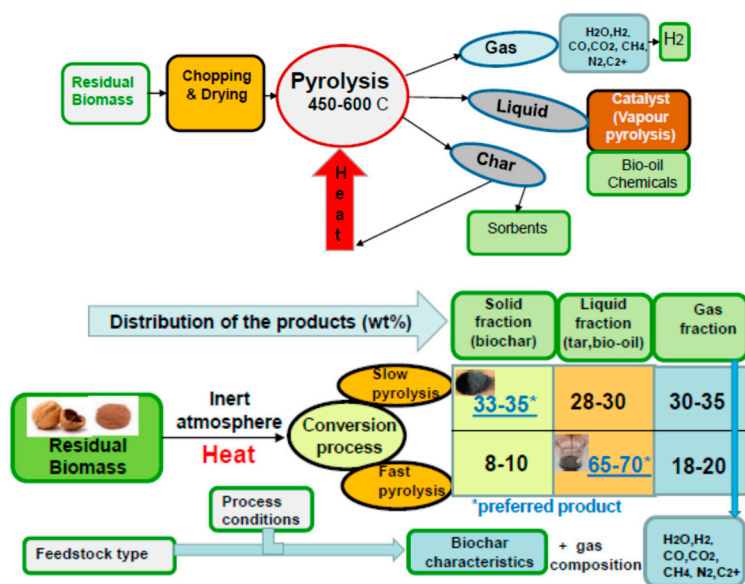 Residual
Biomass
Chopping
& Drying
Pyrolysis
450-600 C
Gas
H2O,H2,
CO,CO2, CH4,
N2,C2+
H2
Liquid
Catalyst
(Vapour
pyrolysis)
Bio-oil
Chemicals
Char
Sorbents
Heat
Distribution of the products (wt%)
Solid
fraction
(biochar)
Liquid
fraction
(tar,bio-oil)
Gas
fraction
Residual
Biomass
Inert
atmosphere
Heat
Conversion
process
Slow
pyrolysis
33-35*
28-30
30-35
Fast
pyrolysis
8-10
65-70*
18-20
*preferred product
Process
conditions
Feedstock type
Biochar
characteristics
+ gas
composition
H2O,H2,
CO,CO2,
CH4, N2,C2+